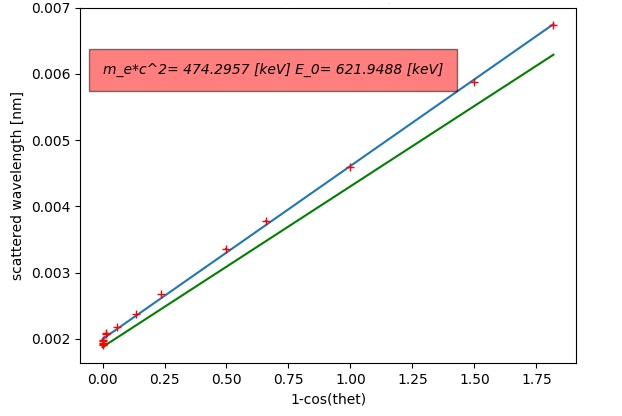 0.007
0.006
0.005
0.004
0.003
0.002
scattered wavelength [nm]
m_e*c^2= 474.2957 [keV] E_0= 621.9488 [keV]
0.00 0.25 0.50 0.75 1.00 1.25 1.50 1.75
1-cos(thet)